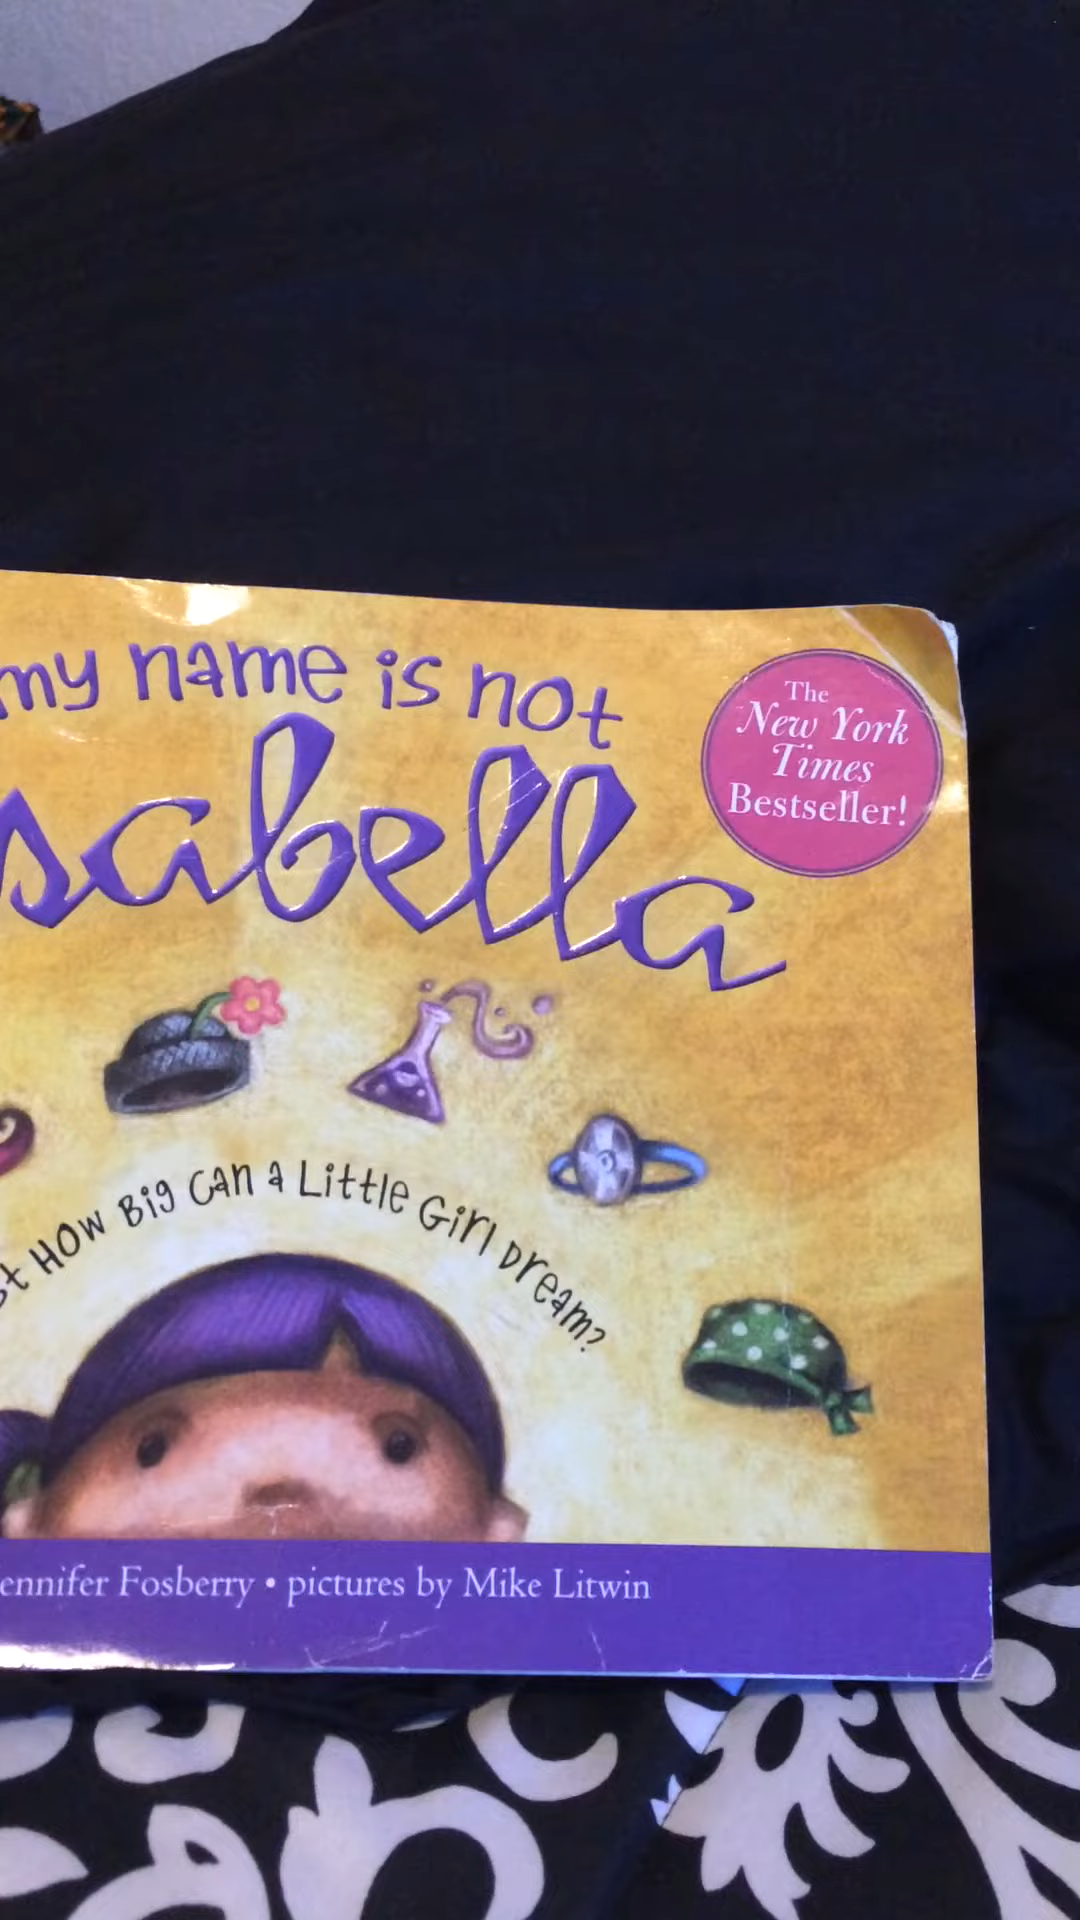 my name is not
sabella
The
New York
Times
Bestseller!
st How Big Can a Little Girl Dream?
ennifer Fosberry • pictures by Mike Litwin